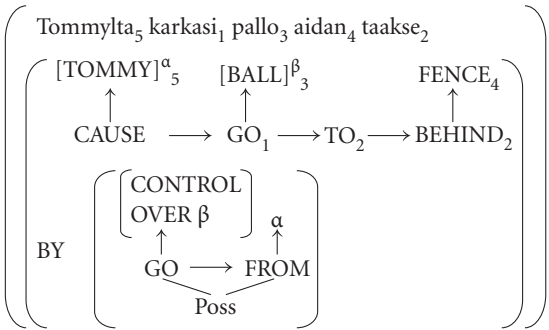 Tommylta₅ karkasi₁ pallo₃ aidan₄ taakse₂
[TOMMY]ᵅ₅ [BALL]ᵝ₃ FENCE₄
CAUSE → GO₁ → TO₂ → BEHIND₂
CONTROL
OVER β α
BY
GO → FROM
Poss